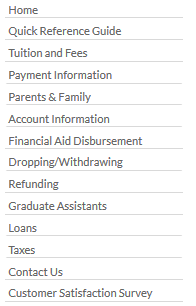 Home
Quick Reference Guide
Tuition and Fees
Payment Information
Parents & Family
Account Information
Financial Aid Disbursement
Dropping/Withdrawing
Refunding
Graduate Assistants
Loans
Taxes
Contact Us
Customer Satisfaction Survey